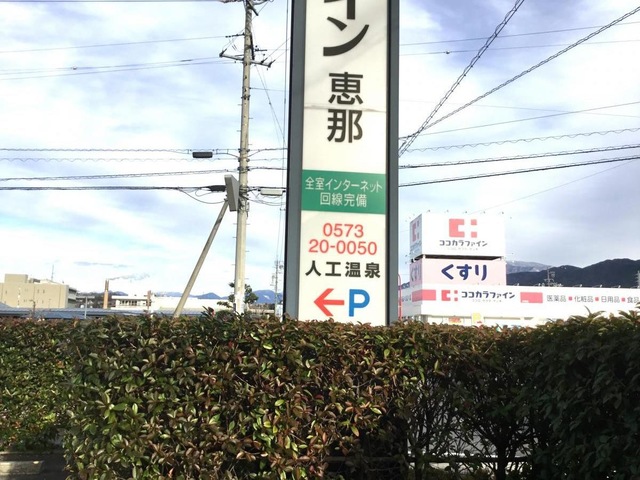 イン 恵那
全室インターネット
回線完備
0573
20-0050
人工温泉
←P
ココカラファイン
くすり
ココカラファイン
医薬品 化粧品 日用品 食品